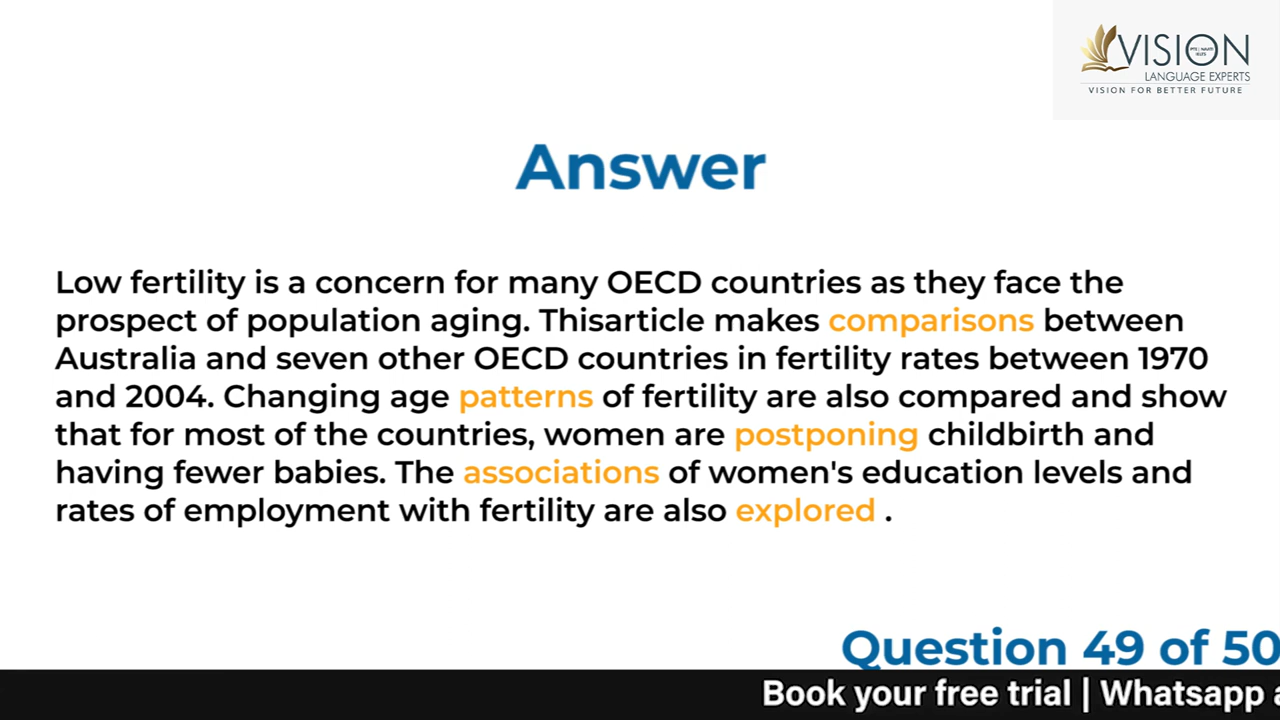 VISION
LANGUAGE EXPERTS
VISION FOR BETTER FUTURE
Answer
Low fertility is a concern for many OECD countries as they face the
prospect of population aging. Thisarticle makes comparisons between
Australia and seven other OECD countries in fertility rates between 1970
and 2004. Changing age patterns of fertility are also compared and show
that for most of the countries, women are postponing childbirth and
having fewer babies. The associations of women's education levels and
rates of employment with fertility are also explored .
Question 49 of 50
Book your free trial | Whatsapp